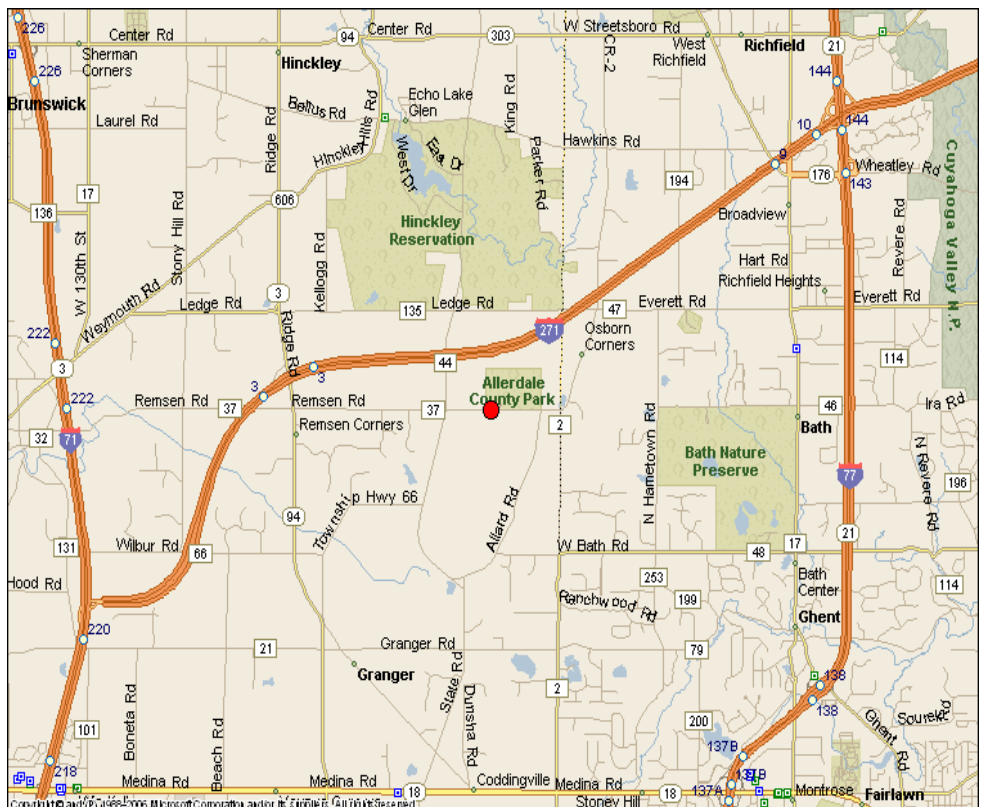 226
Center Rd
94
Center Rd
303
W Streetsboro Rd
CR-2
West
Richfield
Richfield
21
Sherman
Corners
Hinckley
226
144
Brunswick
Bellus Rd
Echo Lake
Glen
King Rd
Laurel Rd
Ridge Rd
Hinckley Hills Rd
West Dr
East Dr
Parker Rd
Hawkins Rd
10
144
9
176
Wheatley Rd
143
17
194
136
606
Stony Hill Rd
W 130th St
Hinckley
Reservation
Broadview
Revere Rd
Cuyahoga Valley N.P.
Kellogg Rd
Hart Rd
Richfield Heights
Weymouth Rd
3
Ledge Rd
135
Ledge Rd
47
Everett Rd
Everett Rd
222
Ridge Rd
271
Osborn
Corners
3
3
3
44
114
Allerdale
County Park
222
Remsen Rd
37
Remsen Rd
37
2
46
Ira Rd
32
71
Remsen Corners
N Hametown Rd
Bath
Bath Nature
Preserve
77
N Revere Rd
196
94
Township Hwy 66
Allard Rd
131
Wilbur Rd
66
W Bath Rd
48
17
21
Hood Rd
253
Bath
Center
114
Ranchwood Rd
199
Ghent
220
21
Granger Rd
79
Granger
State Rd
Dunsha Rd
2
138
138
Boneta Rd
Beach Rd
101
200
Ghent Rd
Sourek Rd
137B
218
Medina Rd
Medina Rd
18
Coddingville
Medina Rd
18
137B
137A
Montrose
Stoney Hill
Fairlawn